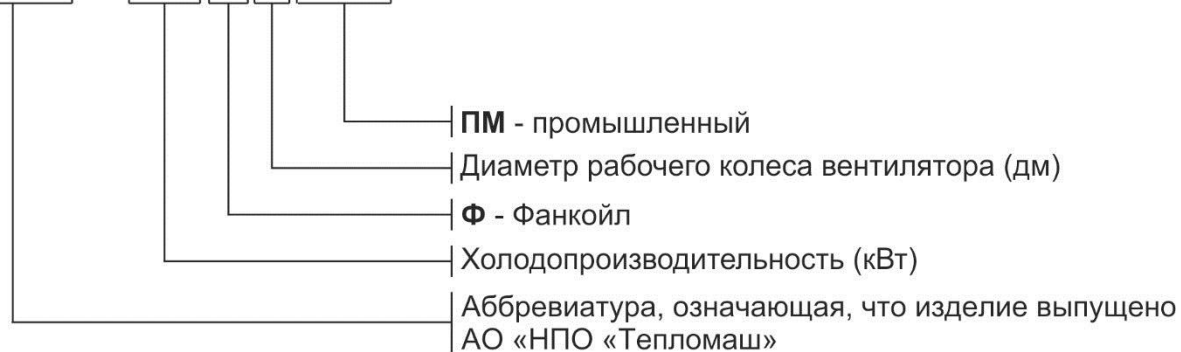 ПМ - промышленный
Диаметр рабочего колеса вентилятора (дм)
Ф - Фанкойл
Холодопроизводительность (кВт)
Аббревиатура, означающая, что изделие выпущено
АО «НПО «Тепломаш»